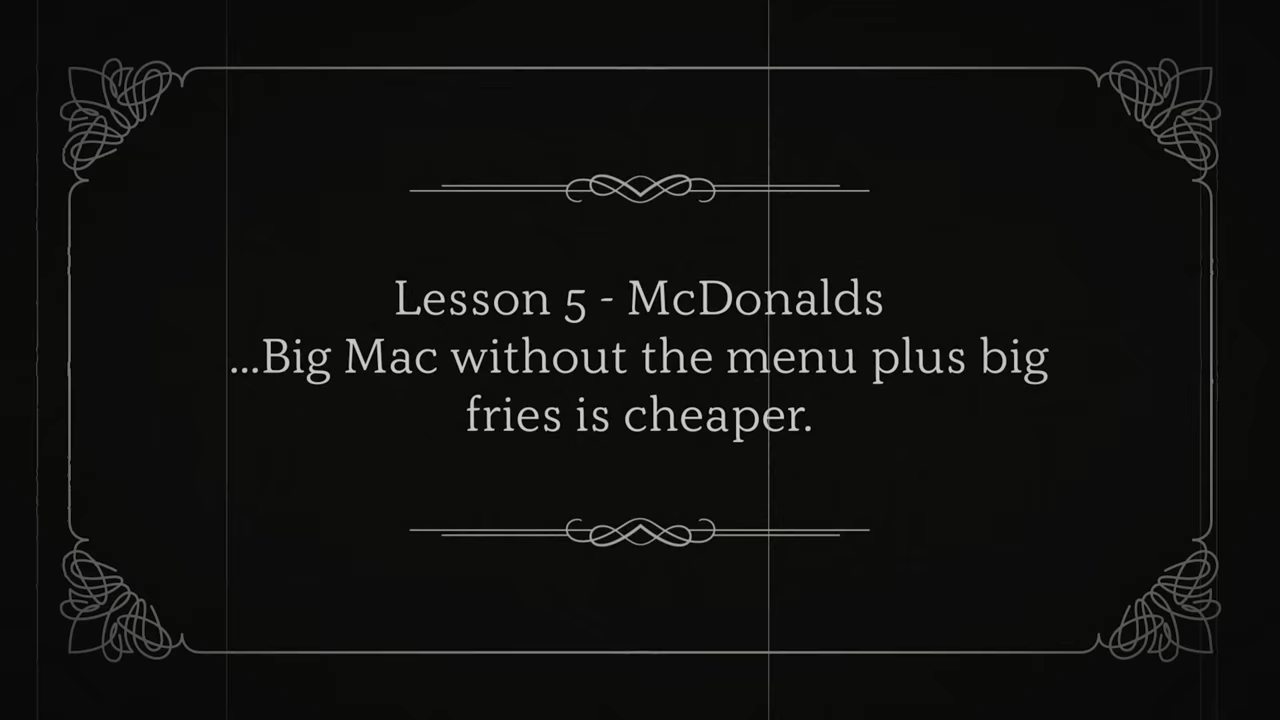 Lesson 5 - McDonalds
...Big Mac without the menu plus big
fries is cheaper.